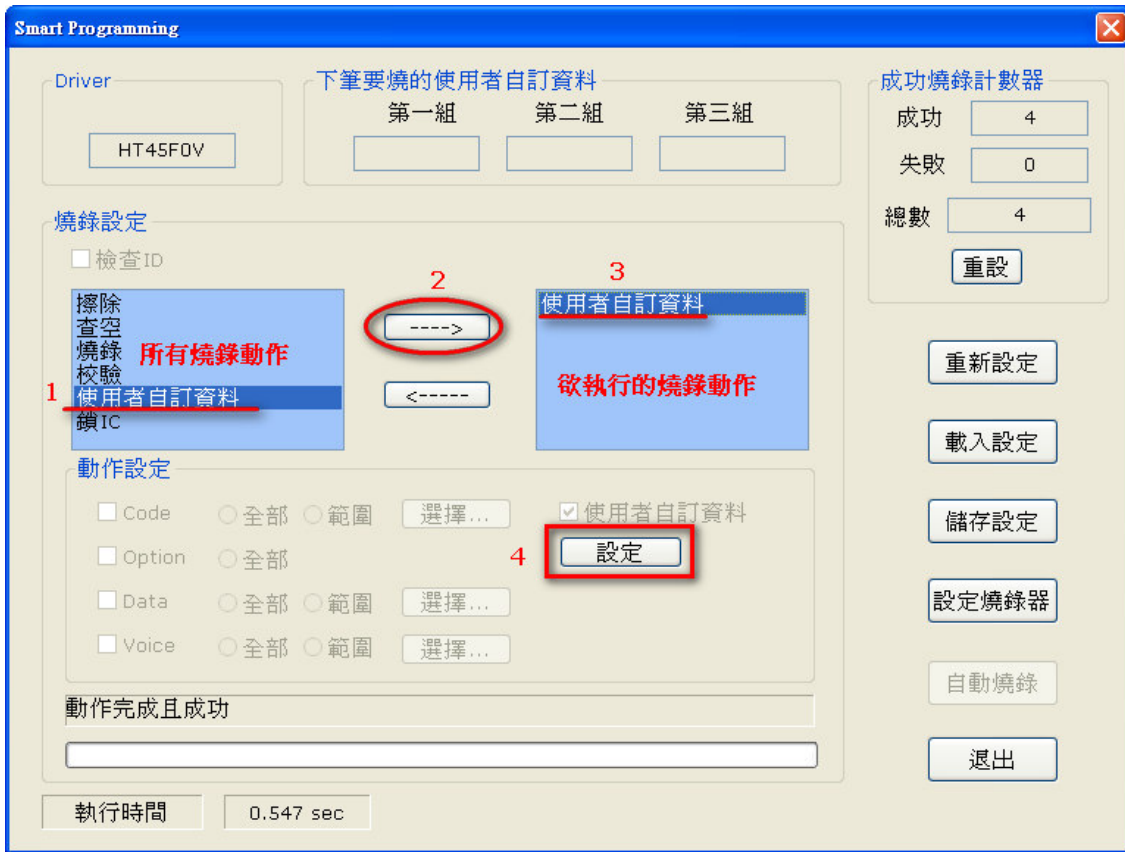 Smart Programming
Driver
HT45F0V
下筆要燒的使用者自訂資料
第一組 第二組 第三組
成功燒錄計數器
成功 4
失敗 0
總數 4
重設
燒錄設定
檢查ID
擦除
查空
燒錄
校驗
使用者自訂資料
鎖IC
所有燒錄動作
1
2
---->
<-----
3
使用者自訂資料
欲執行的燒錄動作
動作設定
Code 全部 範圍 選擇... 使用者自訂資料
4 設定
Option 全部
Data 全部 範圍 選擇...
Voice 全部 範圍 選擇...
動作完成且成功
執行時間 0.547 sec
重新設定
載入設定
儲存設定
設定燒錄器
自動燒錄
退出